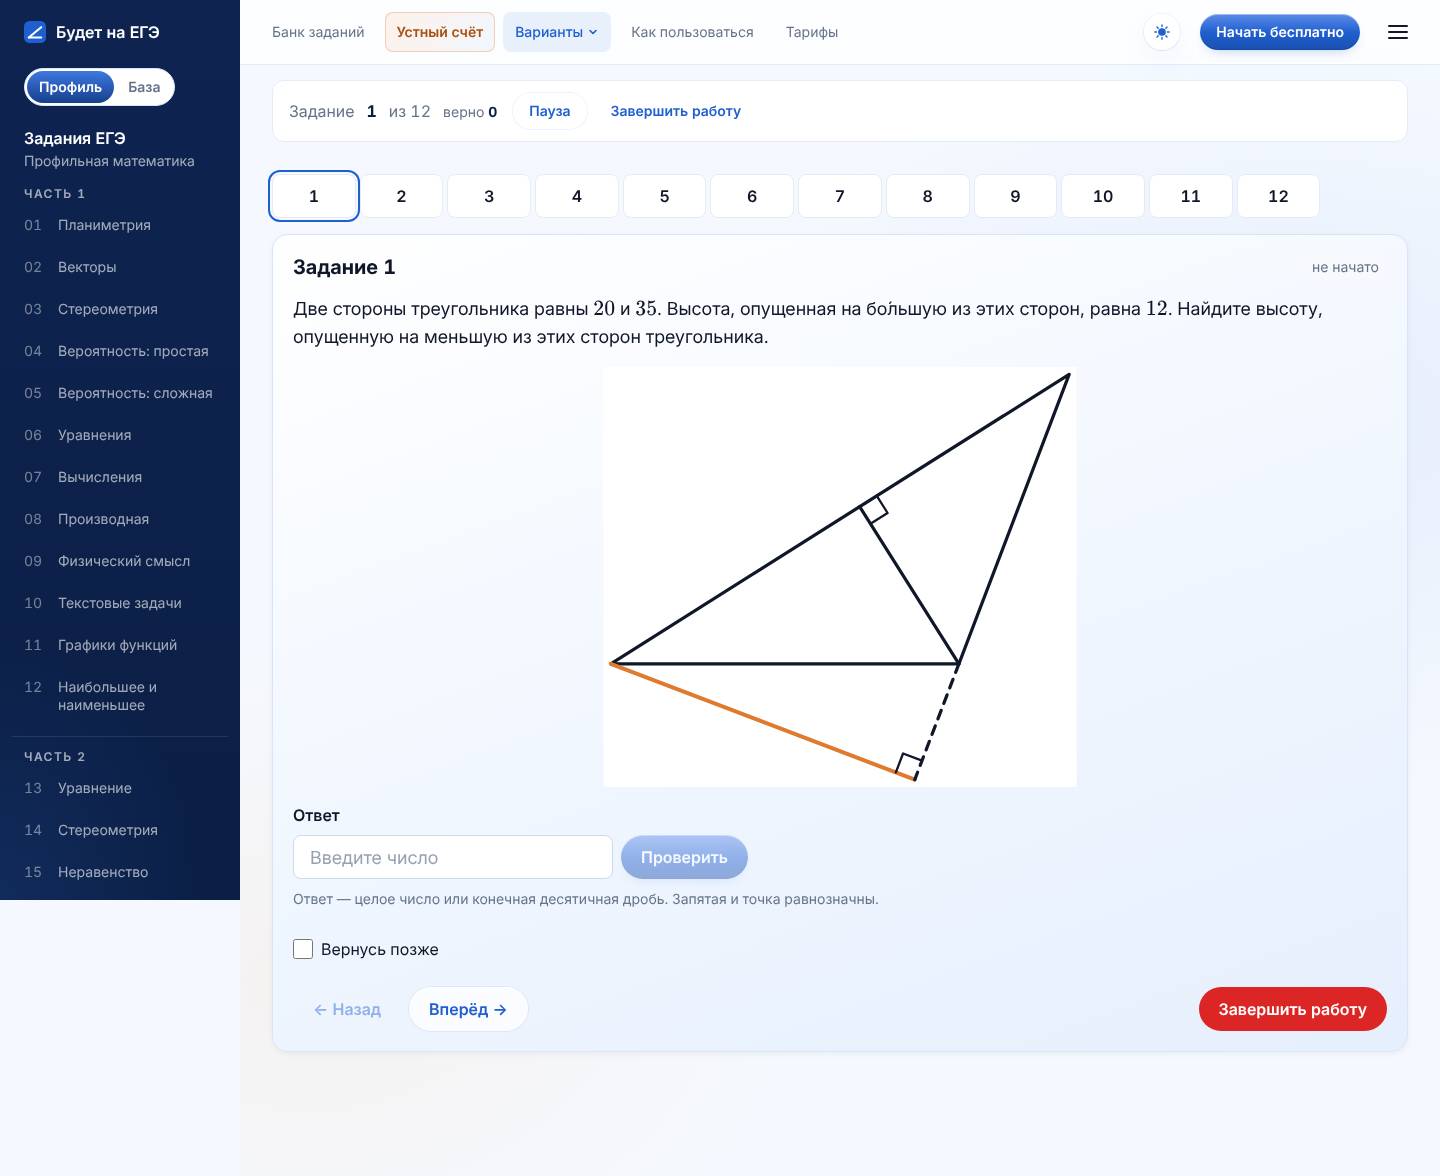 Будет на ЕГЭ
Банк заданий Устный счёт Варианты Как пользоваться Тарифы Начать бесплатно
Профиль База
Задания ЕГЭ
Профильная математика
ЧАСТЬ 1
01 Планиметрия
02 Векторы
03 Стереометрия
04 Вероятность: простая
05 Вероятность: сложная
06 Уравнения
07 Вычисления
08 Производная
09 Физический смысл
10 Текстовые задачи
11 Графики функций
12 Наибольшее и
наименьшее
ЧАСТЬ 2
13 Уравнение
14 Стереометрия
15 Неравенство
Задание 1 из 12 верно 0 Пауза Завершить работу
1 2 3 4 5 6 7 8 9 10 11 12
Задание 1 не начато
Две стороны треугольника равны 20 и 35. Высота, опущенная на бо́льшую из этих сторон, равна 12. Найдите высоту,
опущенную на меньшую из этих сторон треугольника.
Ответ
Введите число Проверить
Ответ — целое число или конечная десятичная дробь. Запятая и точка равнозначны.
Вернусь позже
← Назад Вперёд → Завершить работу